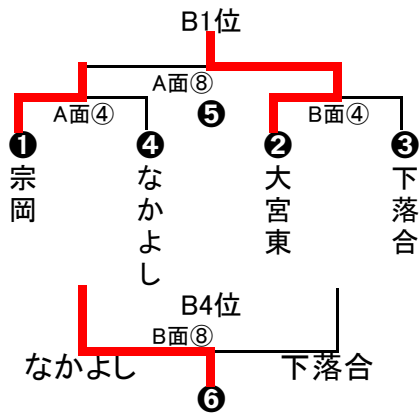 B1位
A面⑧
A面④
❺
B面④
❶
❹
❷
❸
宗岡
なかよし
大宮東
下落合
B4位
B面⑧
なかよし
下落合
❻